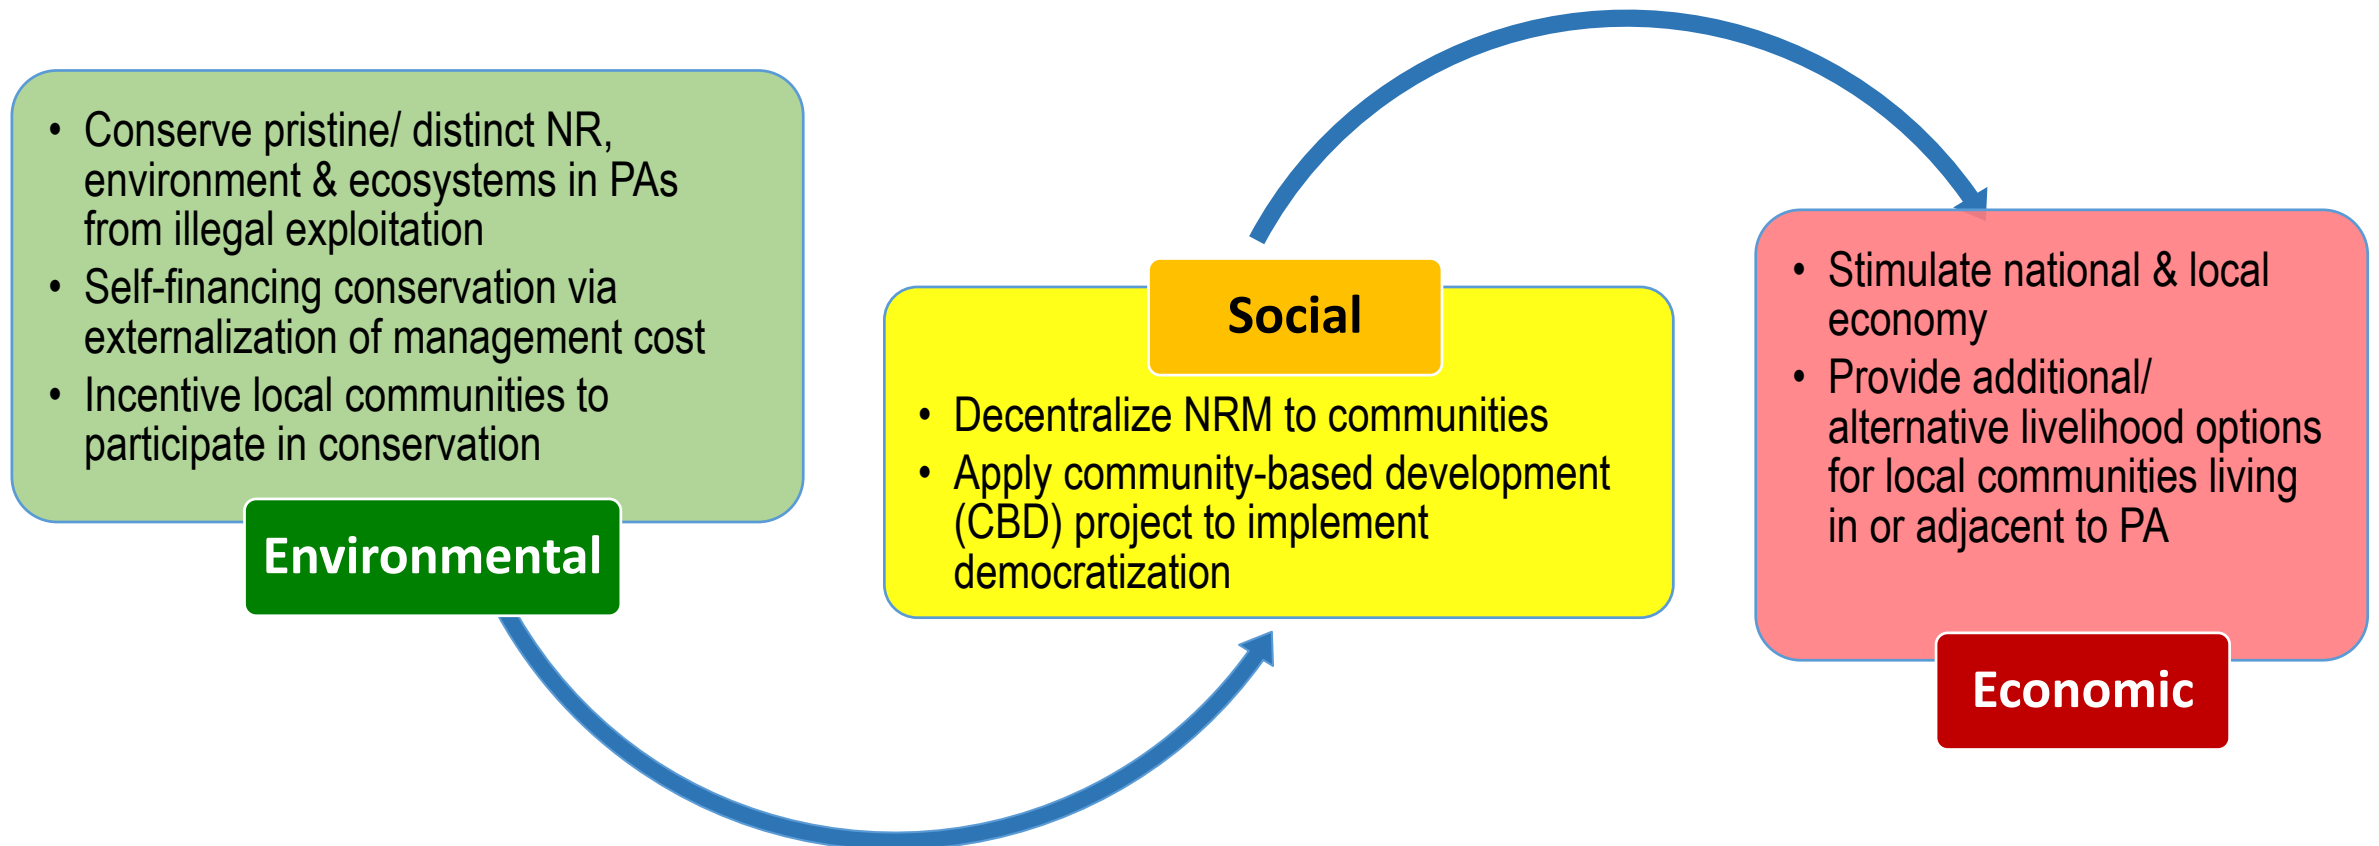 • Conserve pristine/ distinct NR,
environment & ecosystems in PAs
from illegal exploitation
• Self-financing conservation via
externalization of management cost
• Incentive local communities to
participate in conservation
Environmental
Social
• Decentralize NRM to communities
• Apply community-based development
(CBD) project to implement
democratization
• Stimulate national & local
economy
• Provide additional/
alternative livelihood options
for local communities living
in or adjacent to PA
Economic